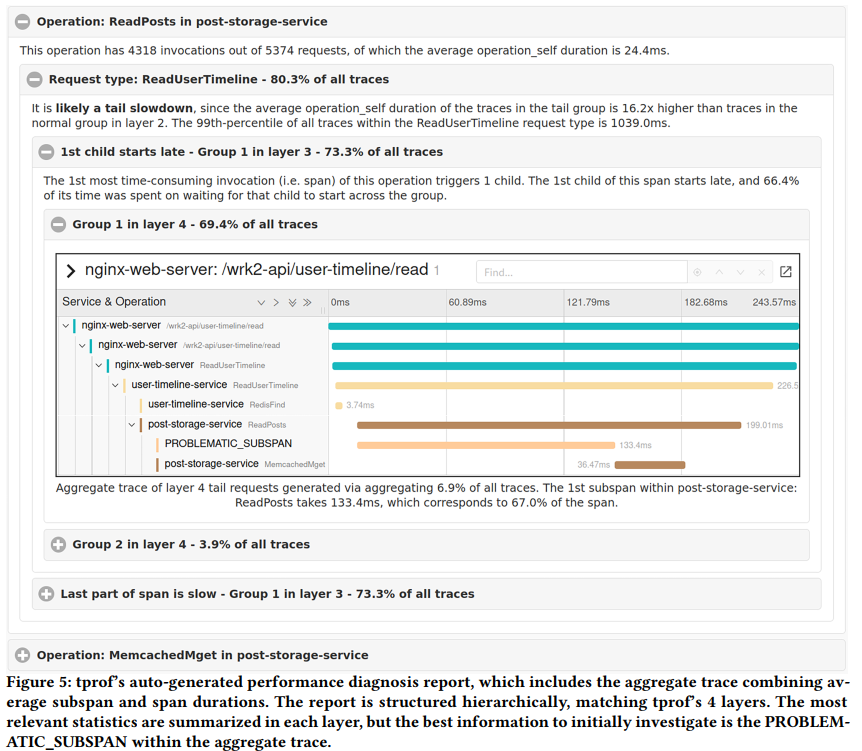 Operation: ReadPosts in post-storage-service
This operation has 4318 invocations out of 5374 requests, of which the average operation_self duration is 24.4ms.
Request type: ReadUserTimeline - 80.3% of all traces
It is likely a tail slowdown, since the average operation_self duration of the traces in the tail group is 16.2x higher than traces in the
normal group in layer 2. The 99th-percentile of all traces within the ReadUserTimeline request type is 1039.0ms.
1st child starts late - Group 1 in layer 3 - 73.3% of all traces
The 1st most time-consuming invocation (i.e. span) of this operation triggers 1 child. The 1st child of this span starts late, and 66.4%
of its time was spent on waiting for that child to start across the group.
Group 1 in layer 4 - 69.4% of all traces
nginx-web-server: /wrk2-api/user-timeline/read 1
Find...
Service & Operation
0ms 60.89ms 121.79ms 182.68ms 243.57ms
nginx-web-server /wrk2-api/user-timeline/read
nginx-web-server /wrk2-api/user-timeline/read
nginx-web-server ReadUserTimeline
user-timeline-service ReadUserTimeline 226.5
user-timeline-service RedisFind 3.74ms
post-storage-service ReadPosts 199.01ms
PROBLEMATIC_SUBSPAN 133.4ms
post-storage-service MemcachedMget 36.47ms
Aggregate trace of layer 4 tail requests generated via aggregating 6.9% of all traces. The 1st subspan within post-storage-service:
ReadPosts takes 133.4ms, which corresponds to 67.0% of the span.
Group 2 in layer 4 - 3.9% of all traces
Last part of span is slow - Group 1 in layer 3 - 73.3% of all traces
Operation: MemcachedMget in post-storage-service
Figure 5: tprof's auto-generated performance diagnosis report, which includes the aggregate trace combining av-
erage subspan and span durations. The report is structured hierarchically, matching tprof's 4 layers. The most
relevant statistics are summarized in each layer, but the best information to initially investigate is the PROBLEM-
ATIC_SUBSPAN within the aggregate trace.